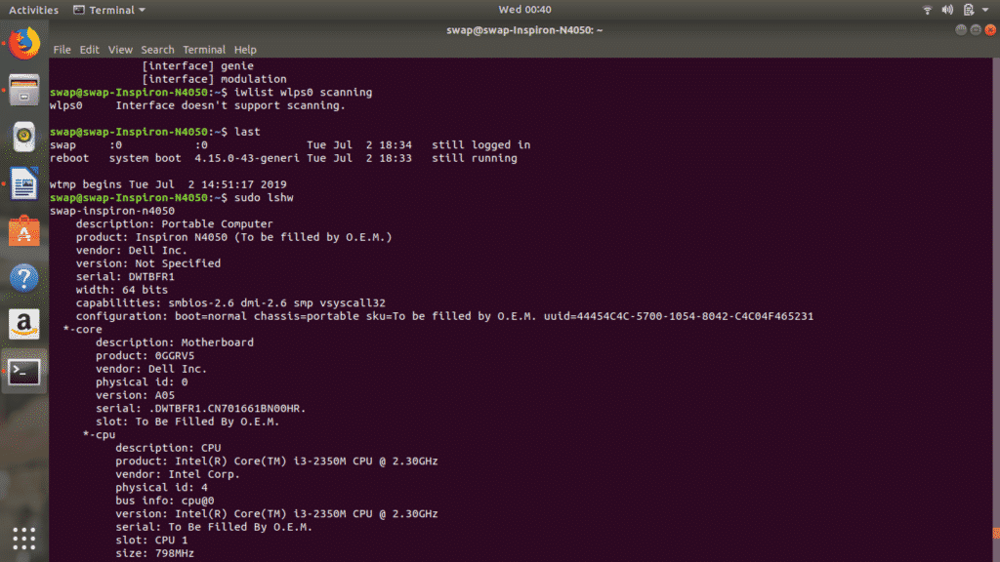 Activities Terminal Wed 00:40
swap@swap-Inspiron-N4050: ~
File Edit View Search Terminal Help
[interface] genie
[interface] modulation
swap@swap-Inspiron-N4050:~$ iwlist wlps0 scanning
wlps0 Interface doesn't support scanning.
swap@swap-Inspiron-N4050:~$ last
swap :0 :0 Tue Jul 2 18:34 still logged in
reboot system boot 4.15.0-43-generi Tue Jul 2 18:33 still running
wtmp begins Tue Jul 2 14:51:17 2019
swap@swap-Inspiron-N4050:~$ sudo lshw
swap-inspiron-n4050
description: Portable Computer
product: Inspiron N4050 (To be filled by O.E.M.)
vendor: Dell Inc.
version: Not Specified
serial: DWTBFR1
width: 64 bits
capabilities: smbios-2.6 dmi-2.6 smp vsyscall32
configuration: boot=normal chassis=portable sku=To be filled by O.E.M. uuid=44454C4C-5700-1054-8042-C4C04F465231
*-core
description: Motherboard
product: 0GGRV5
vendor: Dell Inc.
physical id: 0
version: A05
serial: .DWTBFR1.CN701661BN00HR.
slot: To Be Filled By O.E.M.
*-cpu
description: CPU
product: Intel(R) Core(TM) i3-2350M CPU @ 2.30GHz
vendor: Intel Corp.
physical id: 4
bus info: cpu@0
version: Intel(R) Core(TM) i3-2350M CPU @ 2.30GHz
serial: To Be Filled By O.E.M.
slot: CPU 1
size: 798MHz